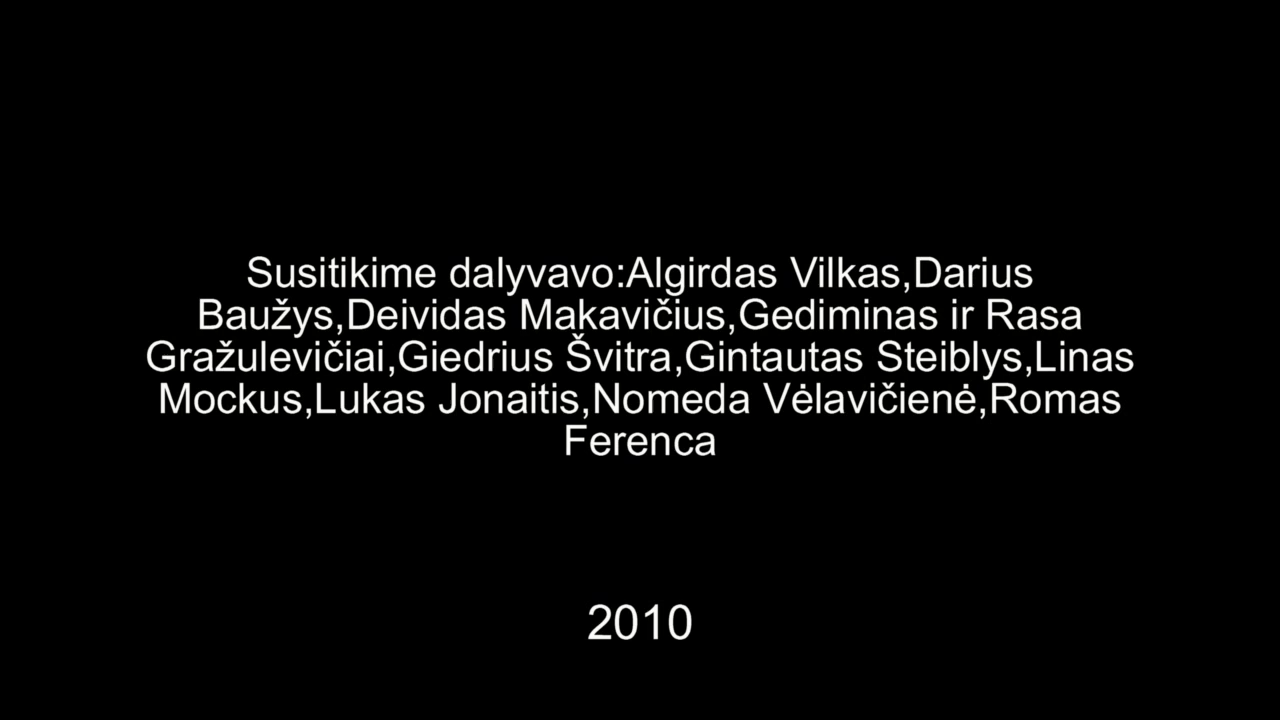 Susitikime dalyvavo:Algirdas Vilkas,Darius
Baužys,Deividas Makavičius,Gediminas ir Rasa
Gražulevičiai,Giedrius Švitra,Gintautas Steiblys,Linas
Mockus,Lukas Jonaitis,Nomeda Vėlavičienė,Romas
Ferenca
2010